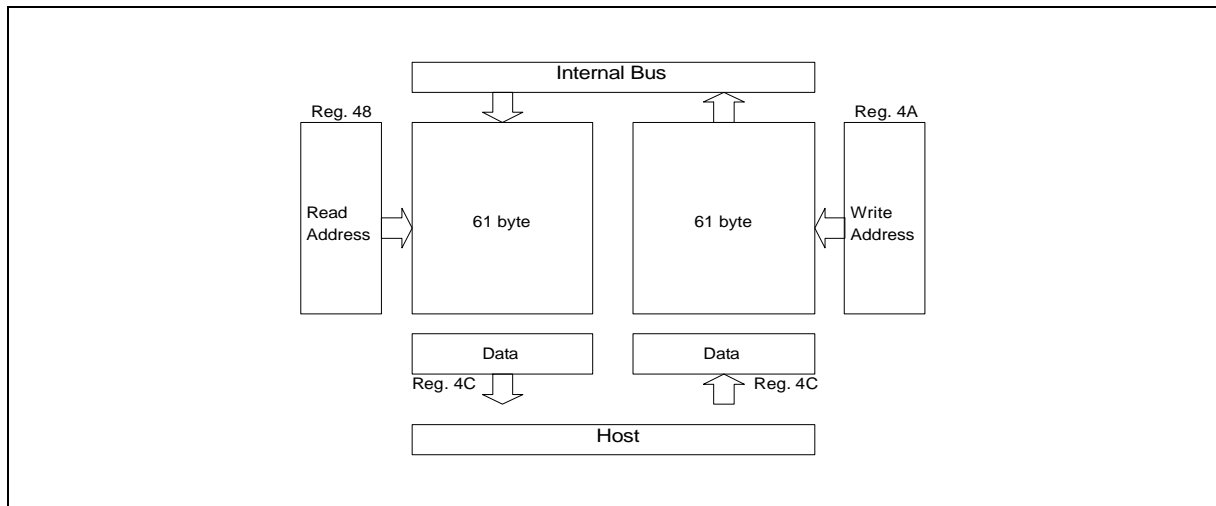 Internal Bus
Reg. 48
Reg. 4A
Read
Address
61 byte
61 byte
Write
Address
Data
Data
Reg. 4C
Reg. 4C
Host